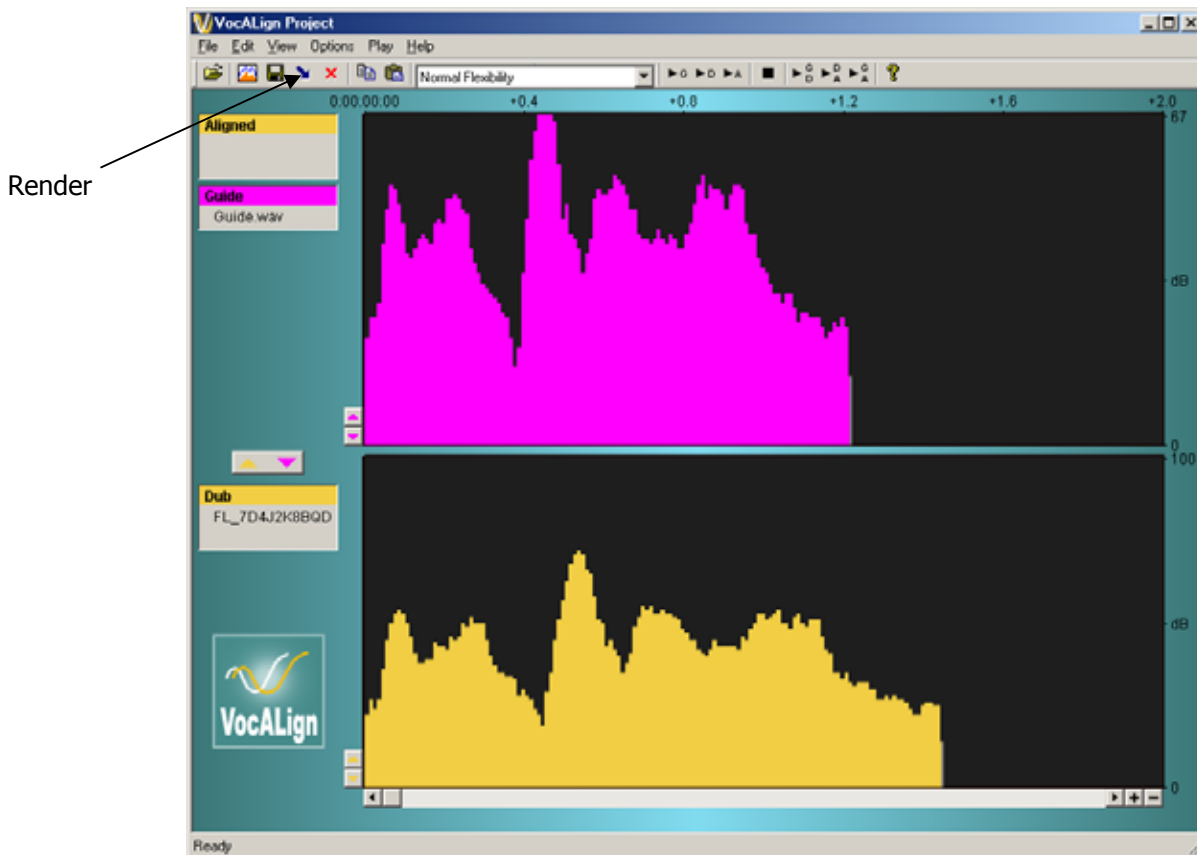 VocALign Project
File Edit View Options Play Help
Normal Flexibility G D A G D D A G A
0:00:00:00 +0.4 +0.8 +1.2 +1.6 +2.0
Aligned
67
Render
Guide
Guide.wav
dB
0
100
Dub
FL_7D4J2K8BQD
dB
VocALign
0
Ready